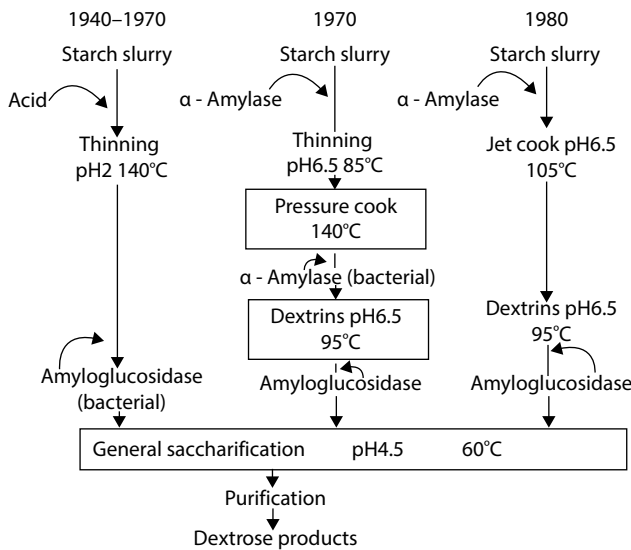 1940–1970
Starch slurry
Acid
Thinning
pH2 140°C
Amyloglucosidase
(bacterial)
1970
Starch slurry
α - Amylase
Thinning
pH6.5 85°C
Pressure cook
140°C
α - Amylase (bacterial)
Dextrins pH6.5
95°C
Amyloglucosidase
1980
Starch slurry
α - Amylase
Jet cook pH6.5
105°C
Dextrins pH6.5
95°C
Amyloglucosidase
General saccharification pH4.5 60°C
Purification
Dextrose products